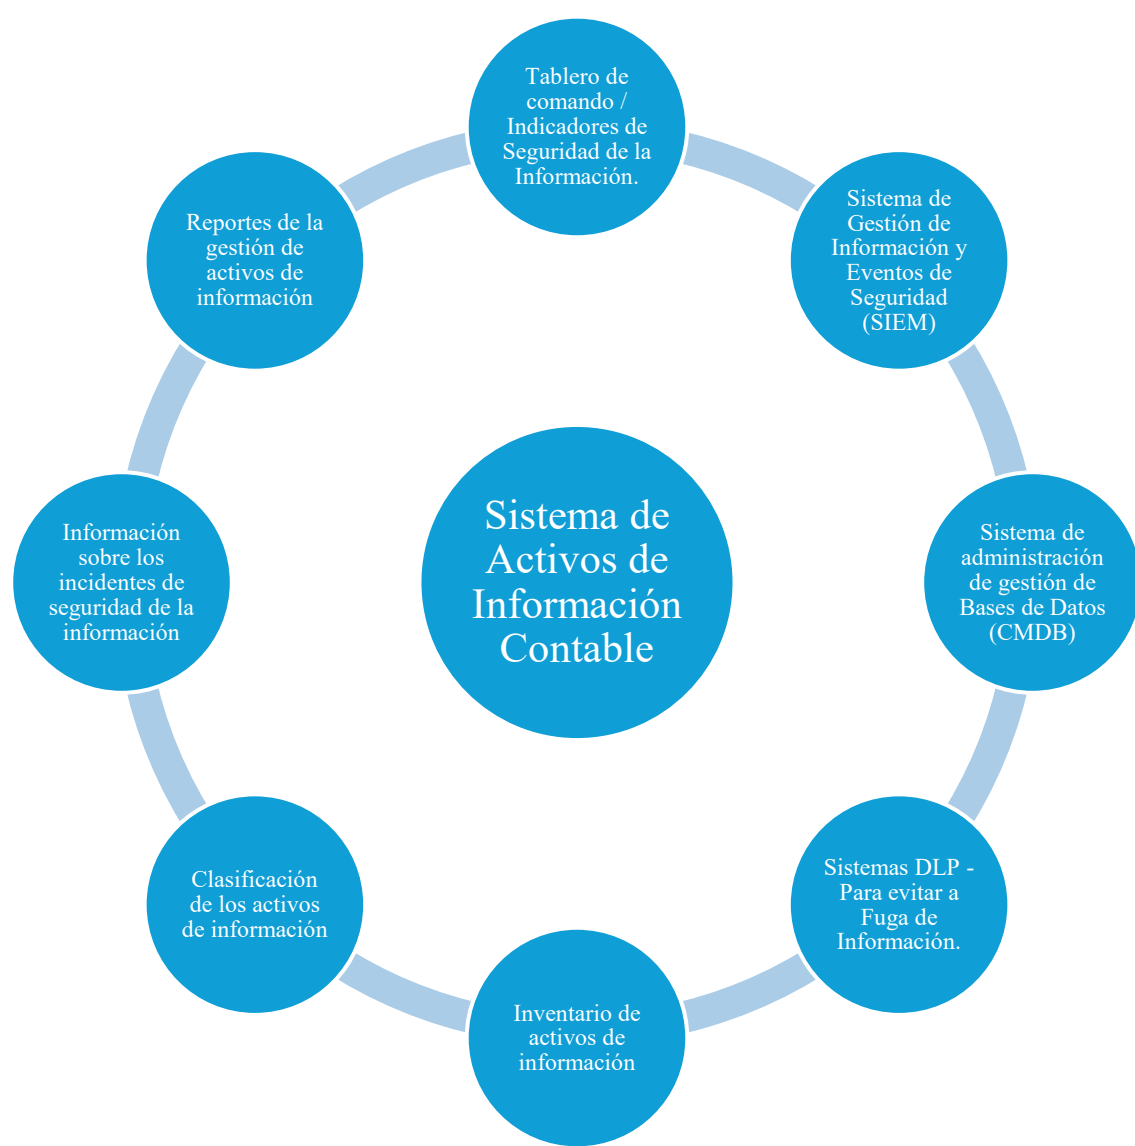 Tablero de
comando /
Indicadores de
Seguridad de la
Información.
Sistema de
Gestión de
Información y
Eventos de
Seguridad
(SIEM)
Sistema de
administración
de gestión de
Bases de Datos
(CMDB)
Sistemas DLP -
Para evitar a
Fuga de
Información.
Inventario de
activos de
información
Clasificación
de los activos
de información
Información
sobre los
incidentes de
seguridad de la
información
Reportes de la
gestión de
activos de
información
Sistema de
Activos de
Información
Contable